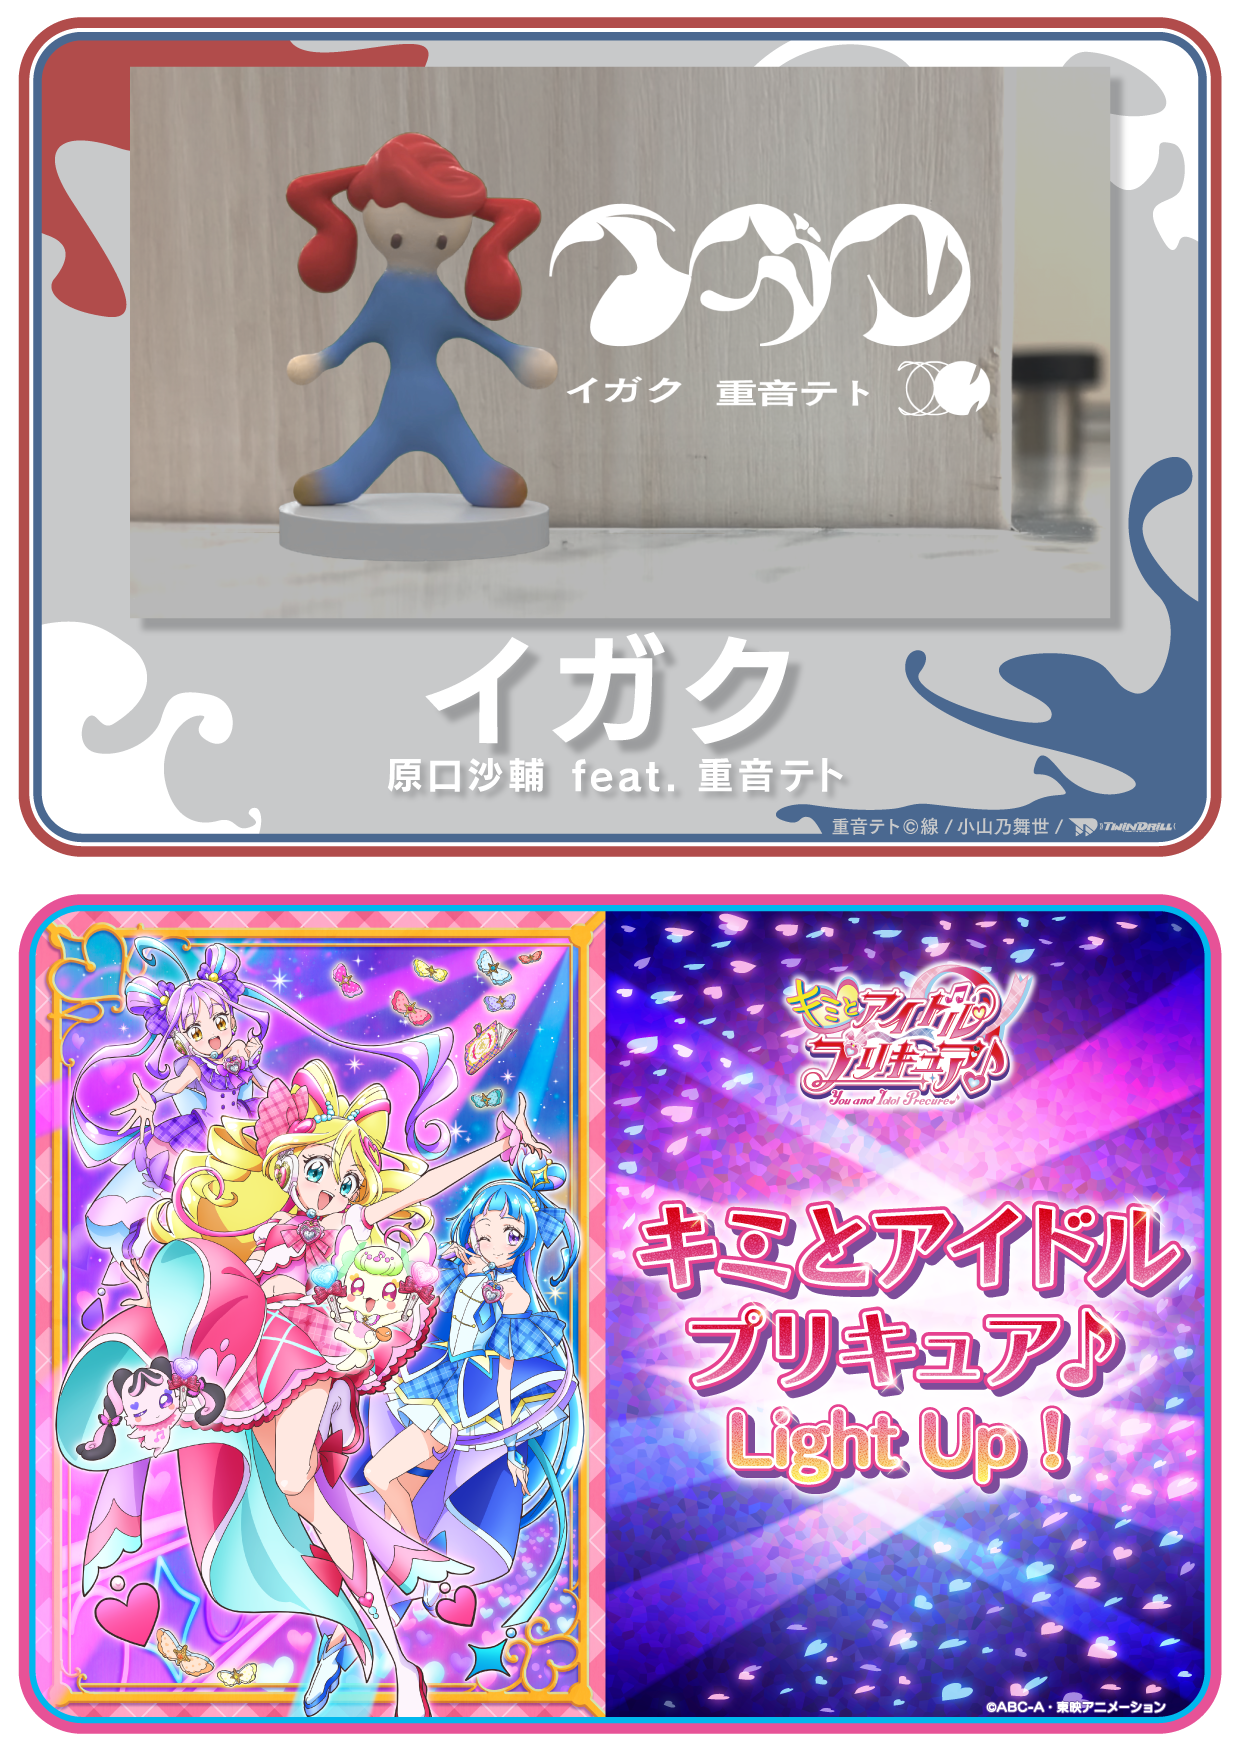 イガク
イガク 重音テト
イガク
原口沙輔 feat. 重音テト
重音テト©線 / 小山乃舞世 / TWINDRILL
キミとアイドル
プリキュア♪
You and Idol Precure♪
キミとアイドル
プリキュア♪
Light Up！
©ABC-A・東映アニメーション